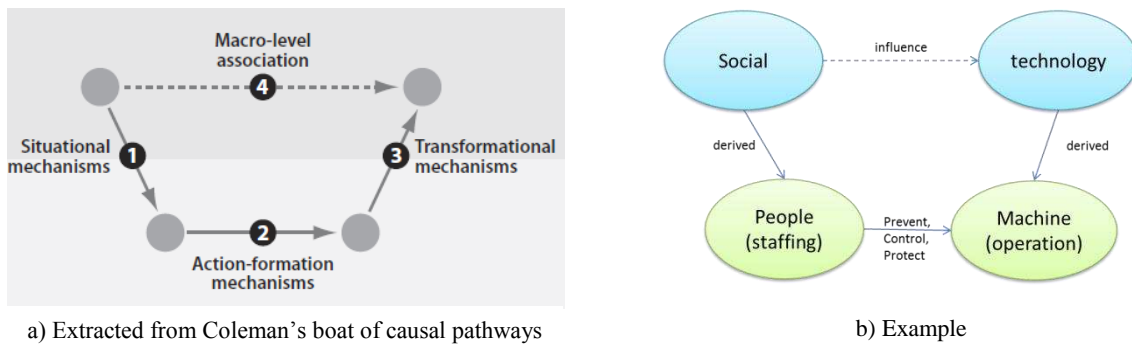 Macro-level
association
4
Situational
mechanisms
1
3
Transformational
mechanisms
2
Action-formation
mechanisms
a) Extracted from Coleman’s boat of causal pathways
Social
influence
technology
derived
derived
People
(staffing)
Prevent,
Control,
Protect
Machine
(operation)
b) Example